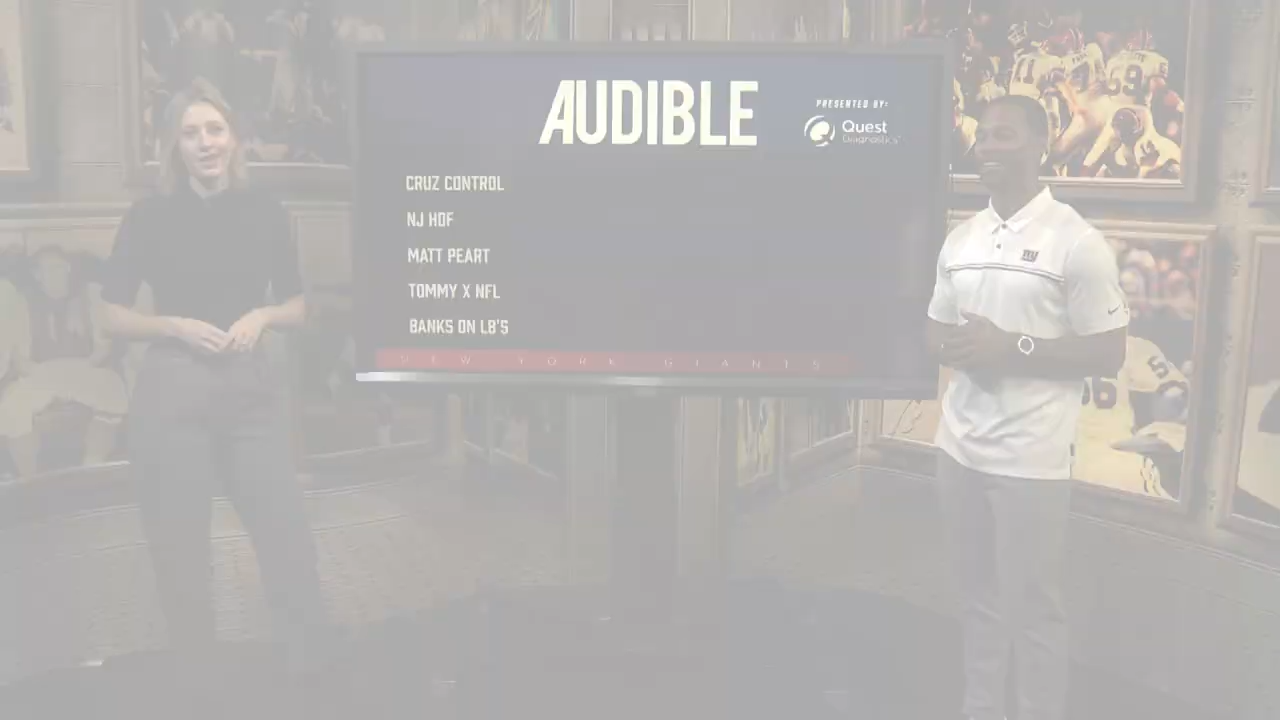 AUDIBLE
PRESENTED BY:
Quest
Diagnostics
CRUZ CONTROL
NJ HOF
MATT PEART
TOMMY X NFL
BANKS ON LB'S
NEW YORK GIANTS
59